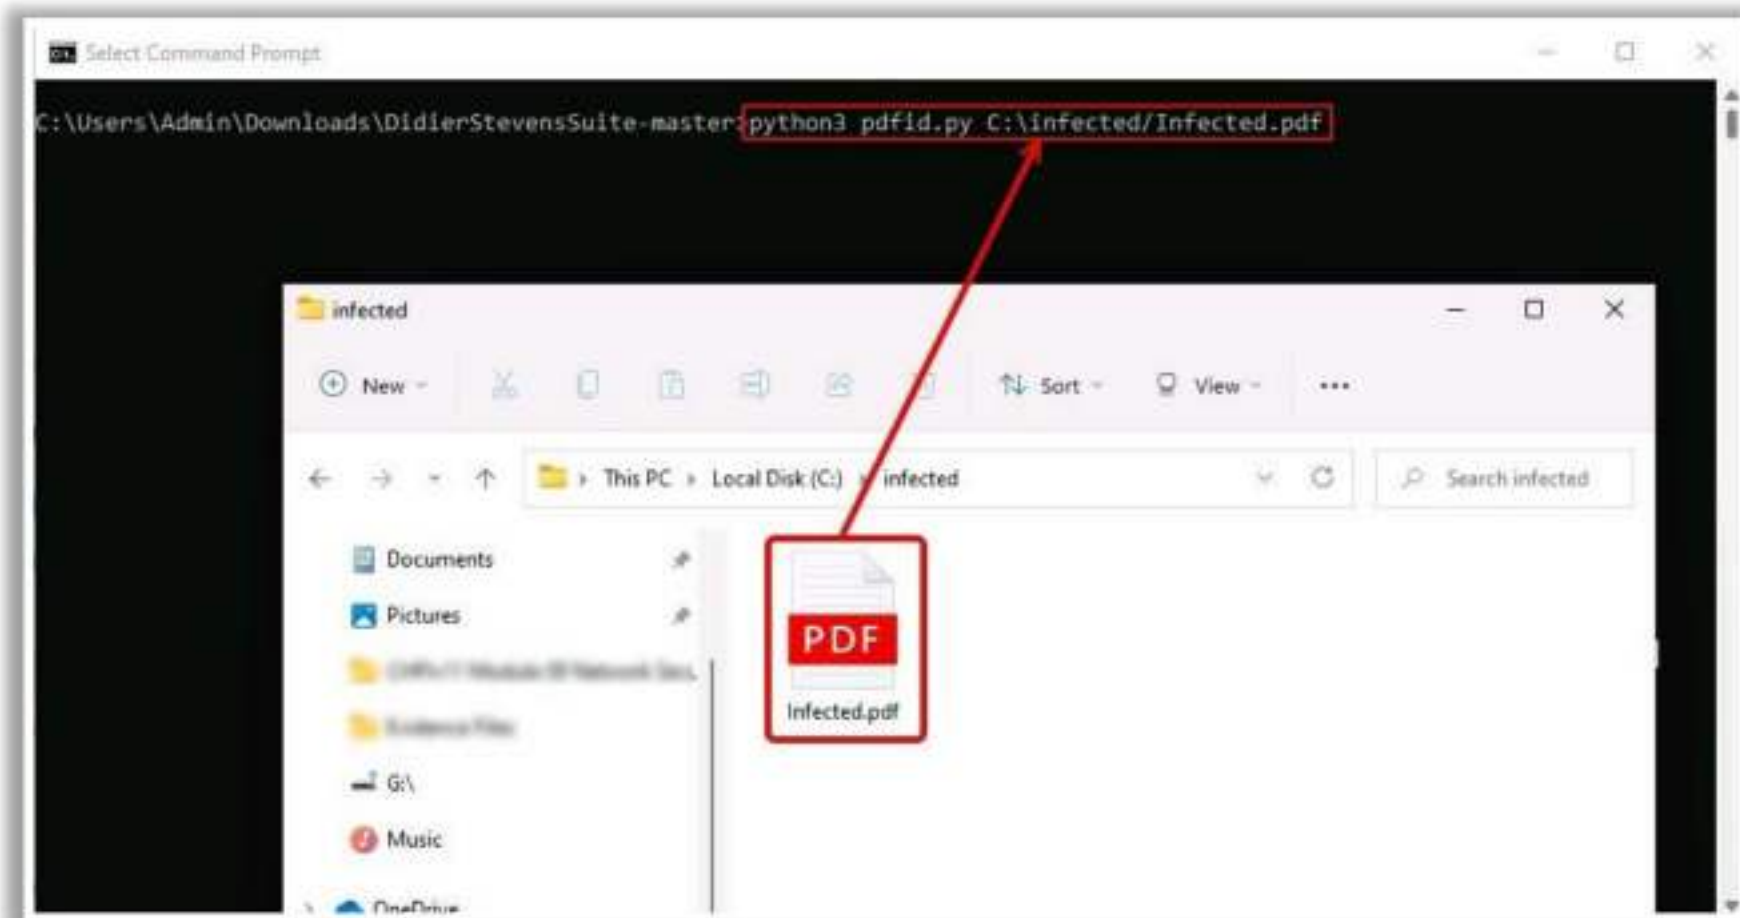 Select Command Prompt
C:\Users\Admin\Downloads\DidierStevensSuite-master>python3 pdfid.py C:\infected/Infected.pdf
infected
New
Sort
View
This PC > Local Disk (C:) > infected
Search infected
Documents
Pictures
G:\
Music
OneDrive
PDF
Infected.pdf